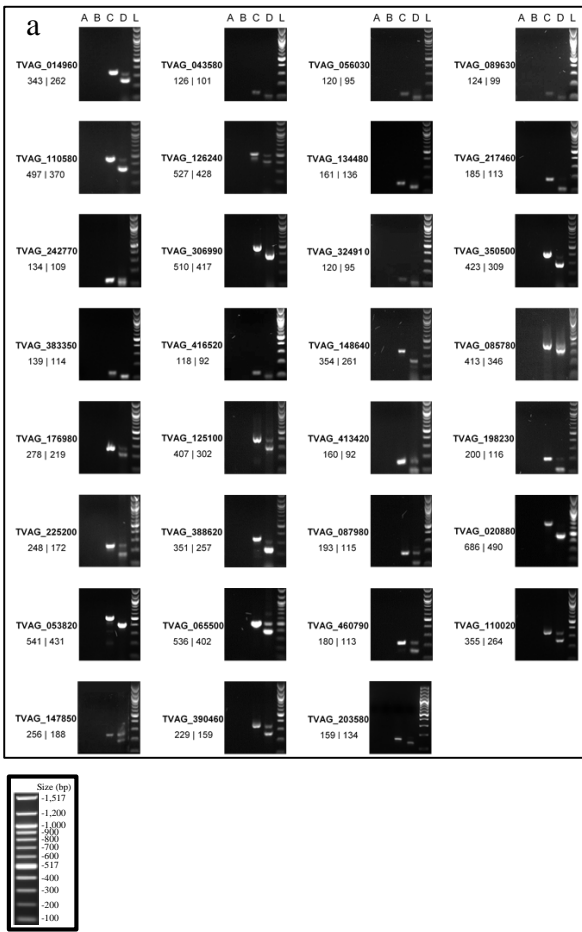 a
A B C D L
A B C D L
A B C D L
A B C D L
TVAG_014960
343 | 262
TVAG_043580
126 | 101
TVAG_056030
120 | 95
TVAG_089630
124 | 99
TVAG_110580
497 | 370
TVAG_126240
527 | 428
TVAG_134480
161 | 136
TVAG_217460
185 | 113
TVAG_242770
134 | 109
TVAG_306990
510 | 417
TVAG_324910
120 | 95
TVAG_350500
423 | 309
TVAG_383350
139 | 114
TVAG_416520
118 | 92
TVAG_148640
354 | 261
TVAG_085780
413 | 346
TVAG_176980
278 | 219
TVAG_125100
407 | 302
TVAG_413420
160 | 92
TVAG_198230
200 | 116
TVAG_225200
248 | 172
TVAG_388620
351 | 257
TVAG_087980
193 | 115
TVAG_020880
686 | 490
TVAG_053820
541 | 431
TVAG_065500
536 | 402
TVAG_460790
180 | 113
TVAG_110020
355 | 264
TVAG_147850
256 | 188
TVAG_390460
229 | 159
TVAG_203580
159 | 134
Size (bp)
-1,517
-1,200
-1,000
-900
-800
-700
-600
-517
-400
-300
-200
-100